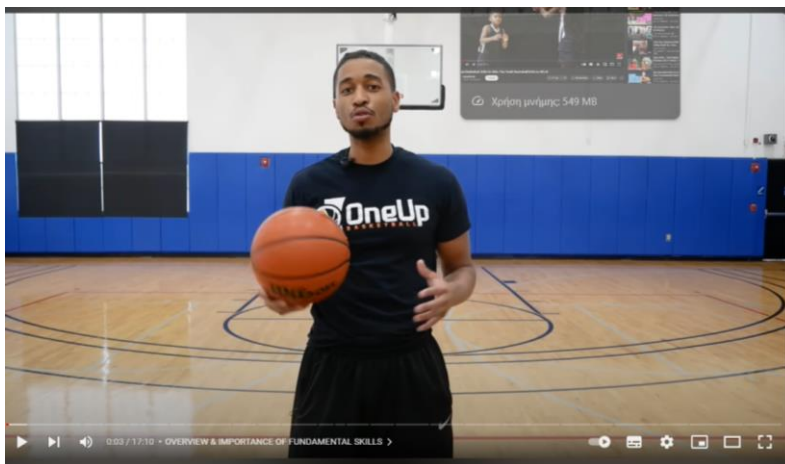 Χρήση μνήμης: 549 MB
OneUp
BASKETBALL
WILSON
0:03 / 17:10 • OVERVIEW & IMPORTANCE OF FUNDAMENTAL SKILLS